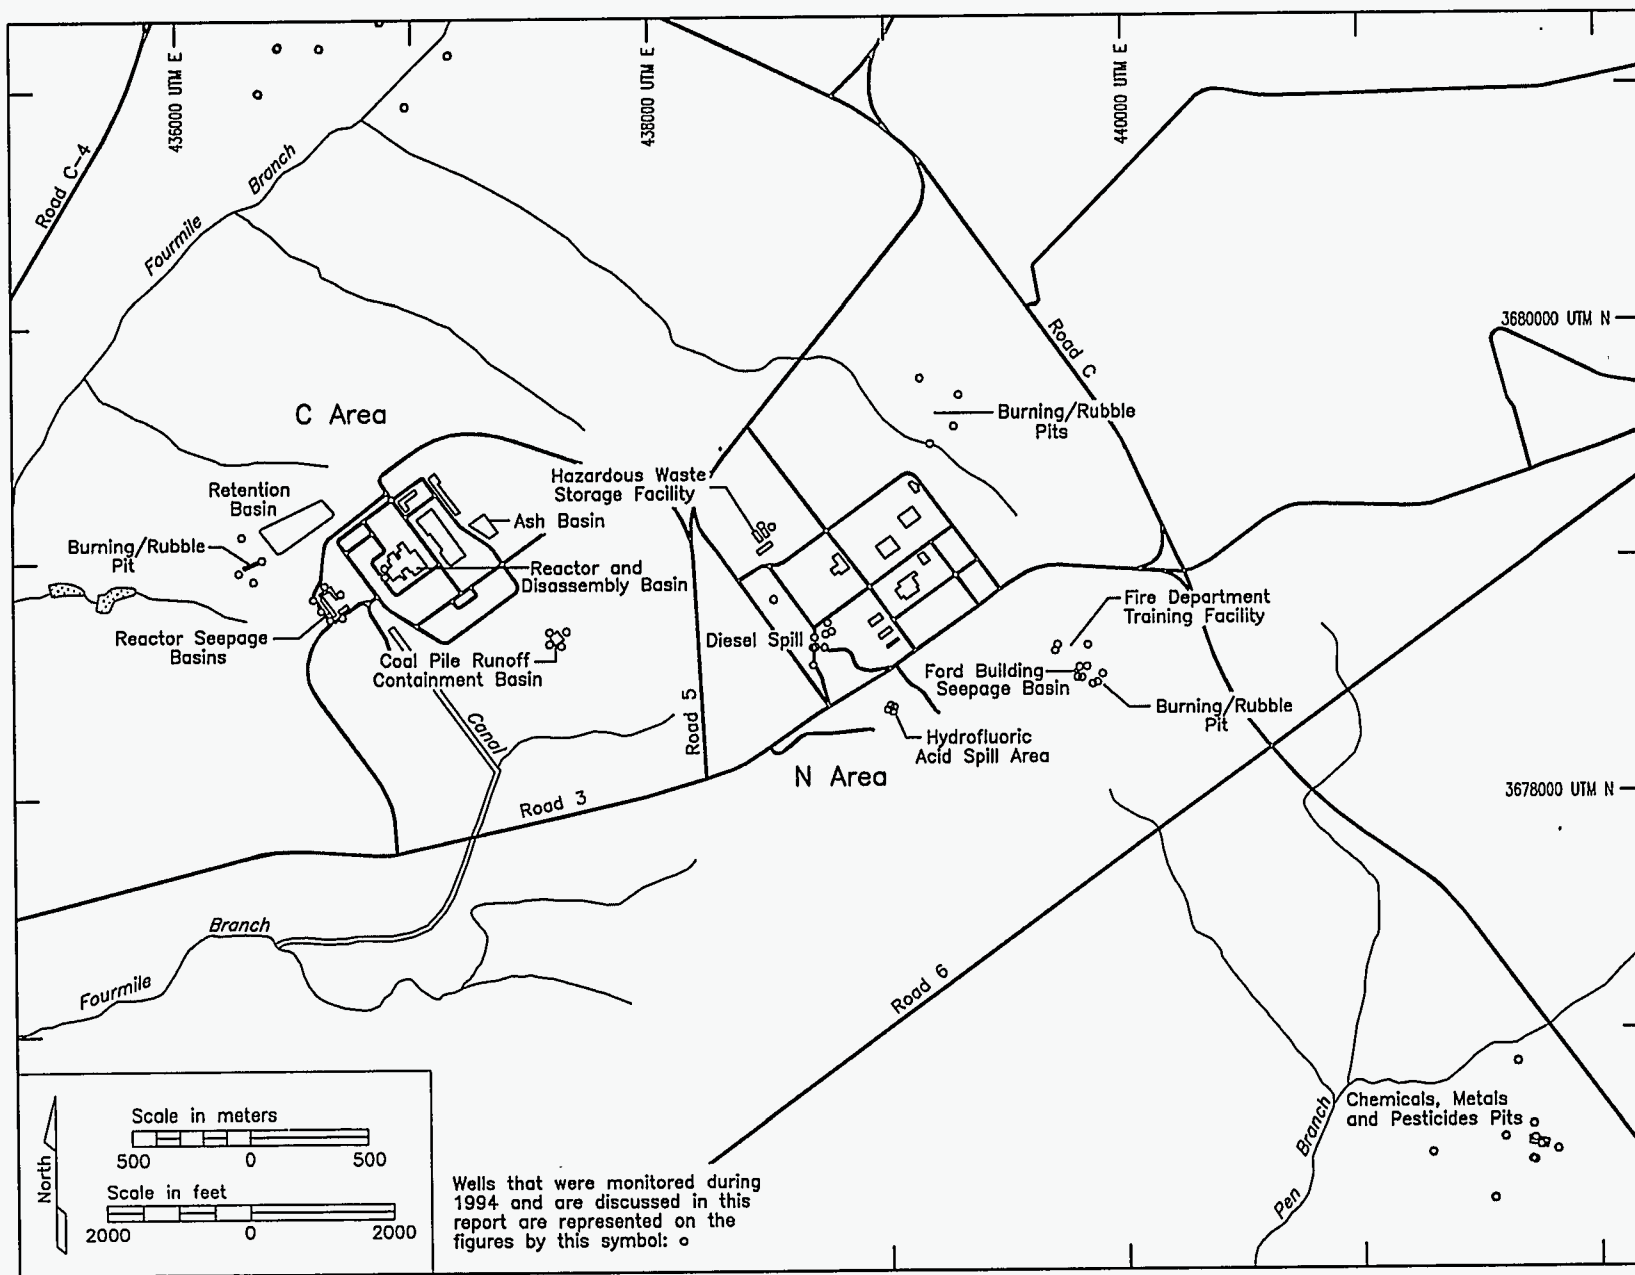 436000 UTM E
438000 UTM E
440000 UTM E
Road C-4
Branch
Fourmile
3680000 UTM N
Road C
C Area
Burning/Rubble
Pits
Hazardous Waste
Storage Facility
Retention
Basin
Ash Basin
Burning/Rubble
Pit
Reactor and
Disassembly Basin
Fire Department
Training Facility
Reactor Seepage
Basins
Diesel Spill
Coal Pile Runoff
Containment Basin
Ford Building
Seepage Basin
Burning/Rubble
Pit
Canal
Road 5
Hydrofluoric
Acid Spill Area
N Area
3678000 UTM N
Road 3
Branch
Fourmile
Road 6
Chemicals, Metals
and Pesticides Pits
Branch
Pen
North
Scale in meters
500 0 500
Scale in feet
2000 0 2000
Wells that were monitored during
1994 and are discussed in this
report are represented on the
figures by this symbol: o